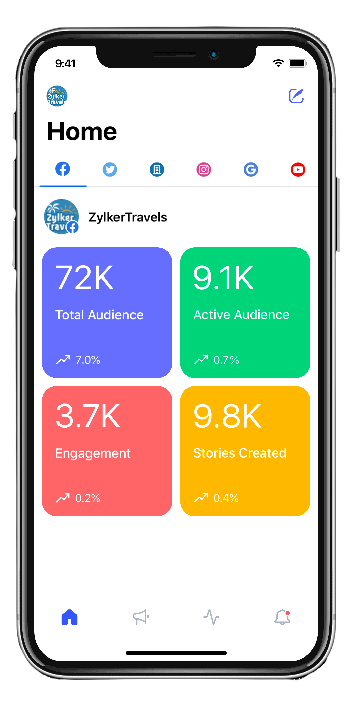 9:41
Zylker
Travel
Home
Zylker
Trav
ZylkerTravels
72K
9.1K
Total Audience
Active Audience
7.0%
0.7%
3.7K
9.8K
Engagement
Stories Created
0.2%
0.4%